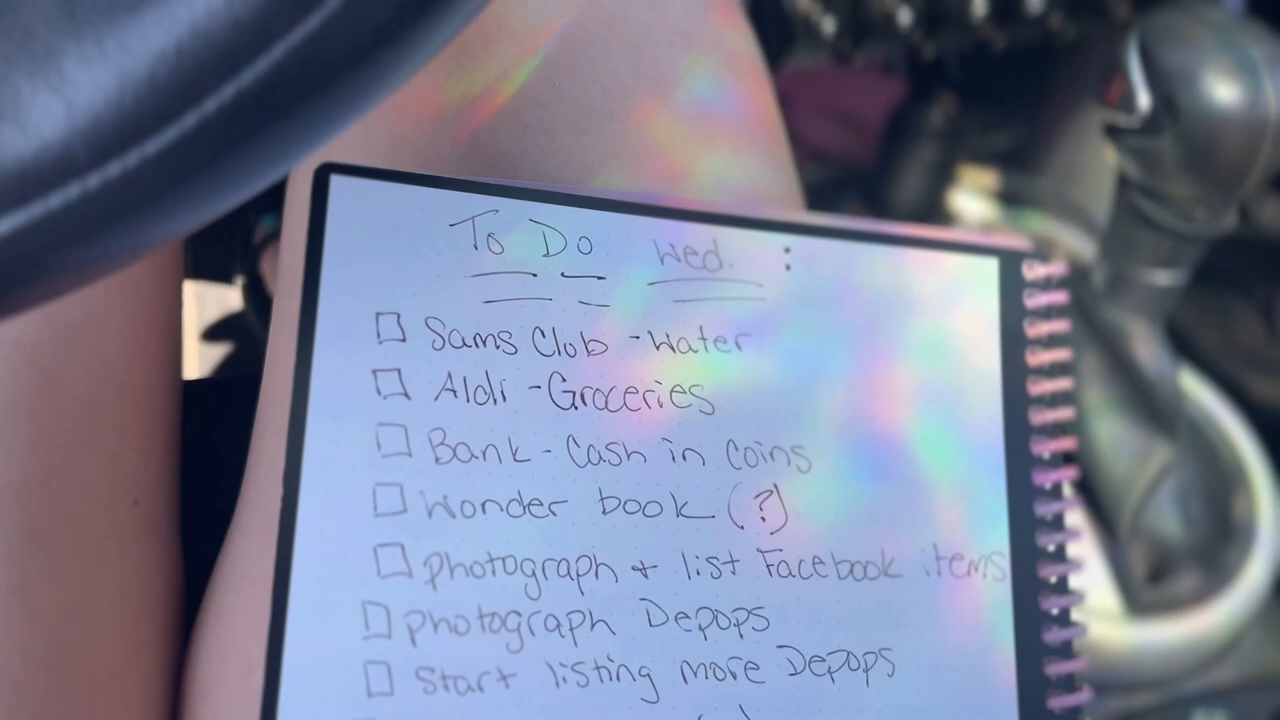 To Do Wed. :
Sams Club - Water
Aldi - Groceries
Bank - Cash in Coins
Wonder book (?)
photograph + list Facebook items
photograph Depops
Start listing more Depops